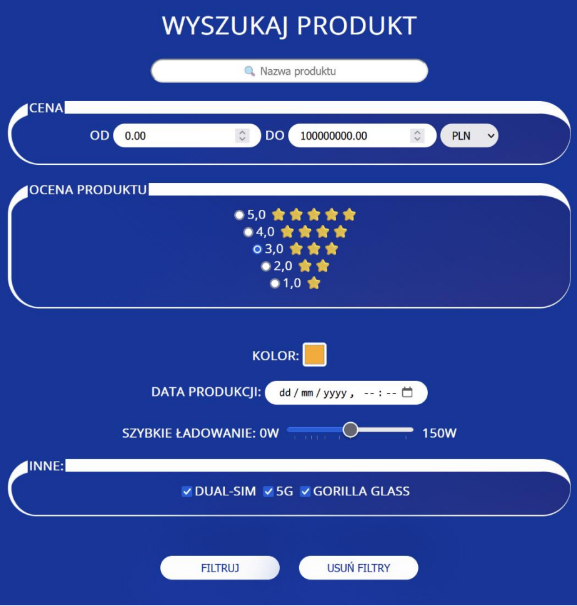 WYSZUKAJ PRODUKT
🔍 Nazwa produktu
CENA
OD 0.00 DO 100000000.00 PLN
OCENA PRODUKTU
5,0
4,0
3,0
2,0
1,0
KOLOR:
DATA PRODUKCJI: dd/mm/yyyy, --:--
SZYBKIE ŁADOWANIE: 0W 150W
INNE:
DUAL-SIM 5G GORILLA GLASS
FILTRUJ USUŃ FILTRY